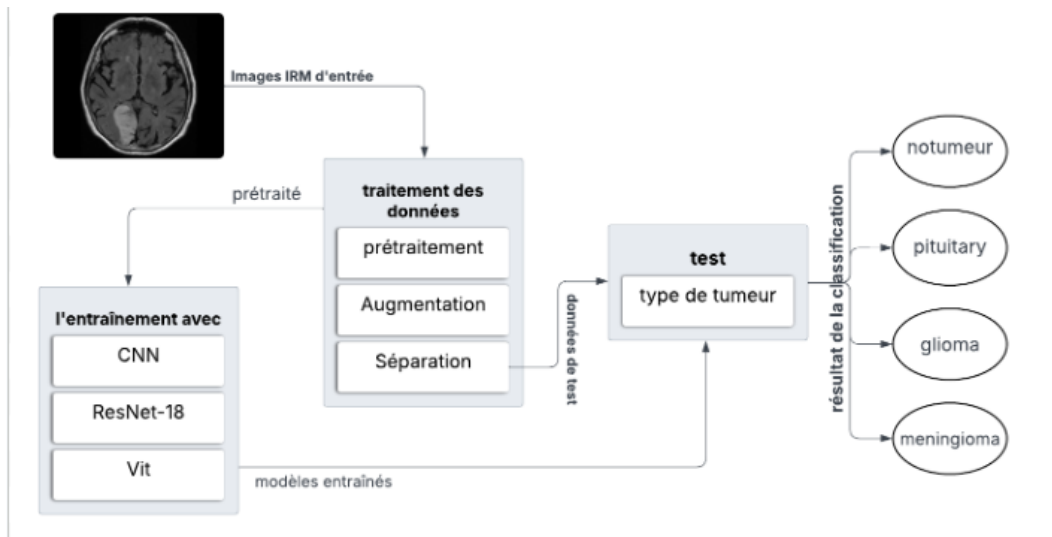 Images IRM d'entrée
prétraité
traitement des
données
prétraitement
Augmentation
Séparation
l'entraînement avec
CNN
ResNet-18
Vit
modèles entraînés
données de test
test
type de tumeur
résultat de la classification
notumeur
pituitary
glioma
meningioma